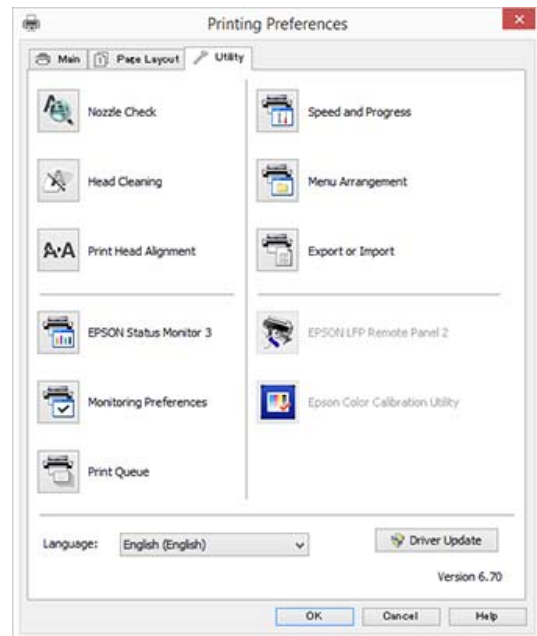 Printing Preferences
Main
Page Layout
Utility
Nozzle Check
Speed and Progress
Head Cleaning
Menu Arrangement
A·A
Print Head Alignment
Export or Import
EPSON Status Monitor 3
EPSON LFP Remote Panel 2
Monitoring Preferences
Epson Color Calibration Utility
Print Queue
Language:
English (English)
Driver Update
Version 6.70
OK
Cancel
Help